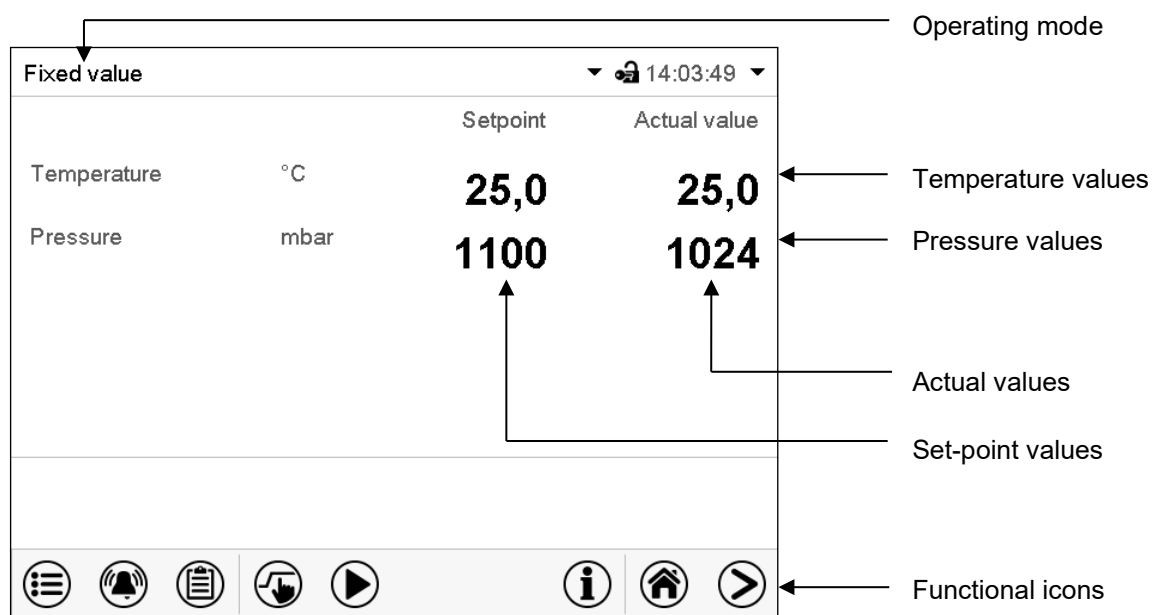 Operating mode
Fixed value 14:03:49
Setpoint Actual value
Temperature °C 25,0 25,0 Temperature values
Pressure mbar 1100 1024 Pressure values
Actual values
Set-point values
Functional icons